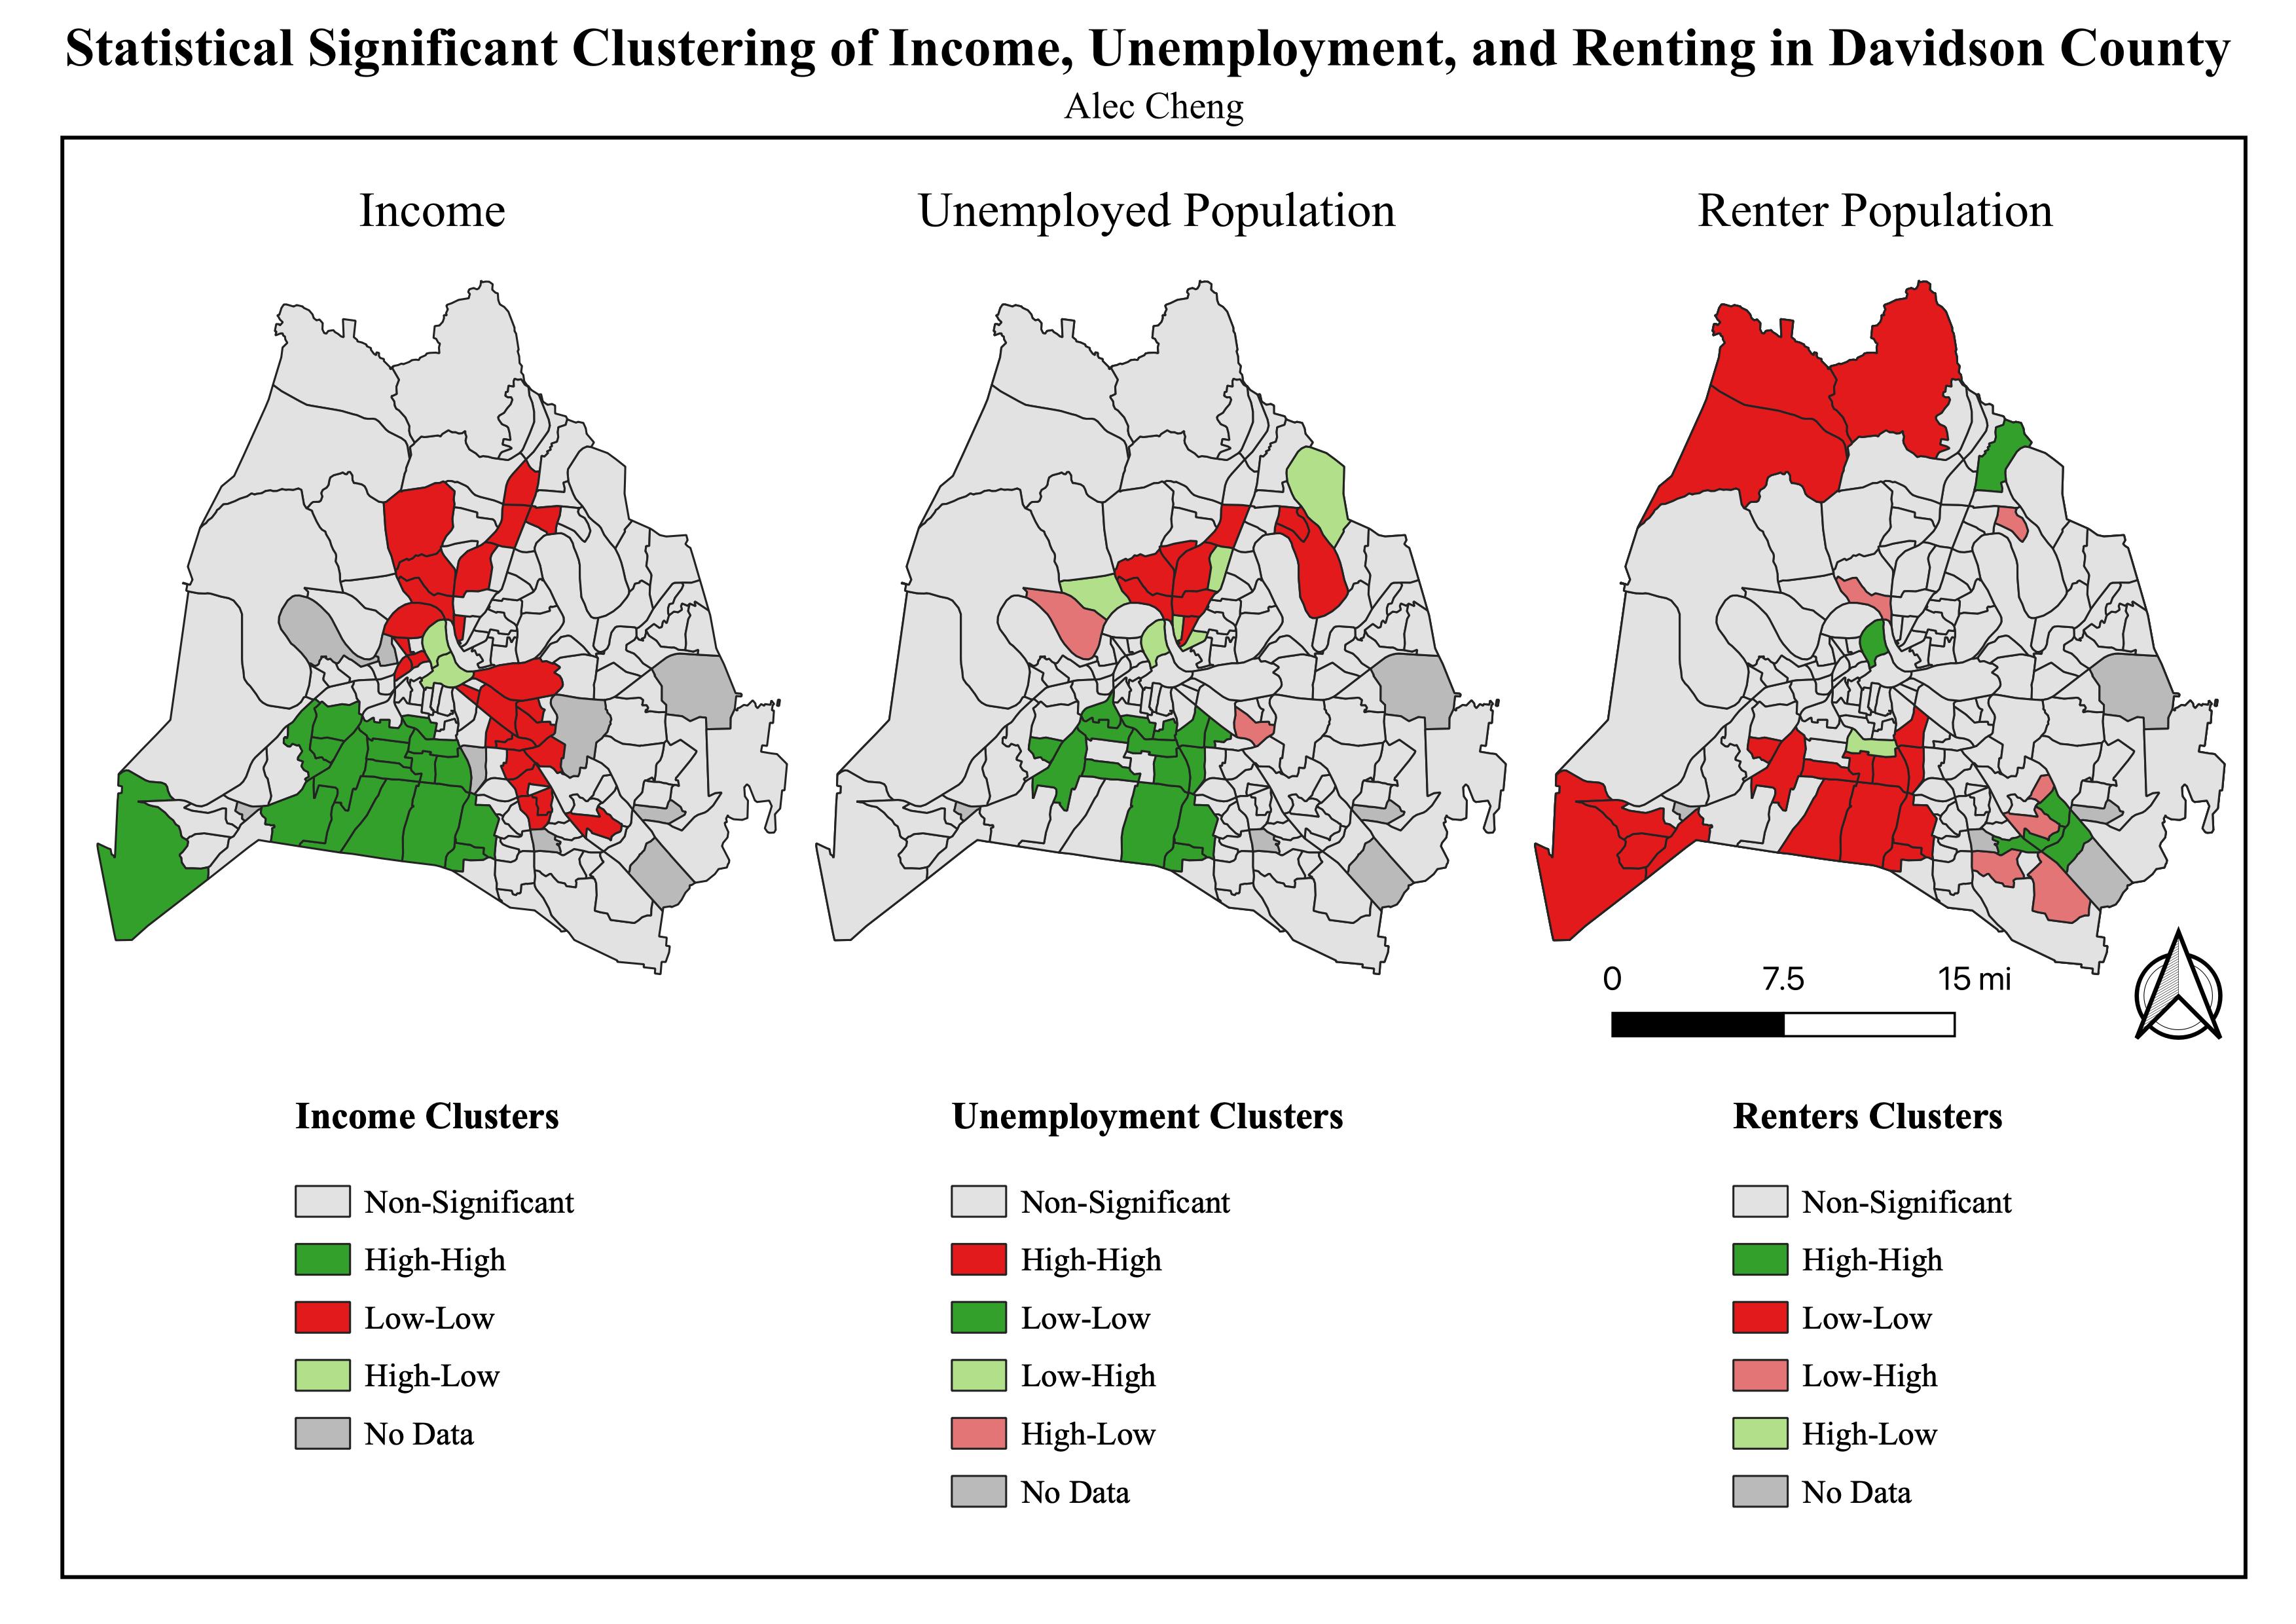 Statistical Significant Clustering of Income, Unemployment, and Renting in Davidson County
Alec Cheng
Income
Unemployed Population
Renter Population
0 7.5 15 mi
Income Clusters
Non-Significant
High-High
Low-Low
High-Low
No Data
Unemployment Clusters
Non-Significant
High-High
Low-Low
Low-High
High-Low
No Data
Renters Clusters
Non-Significant
High-High
Low-Low
Low-High
High-Low
No Data